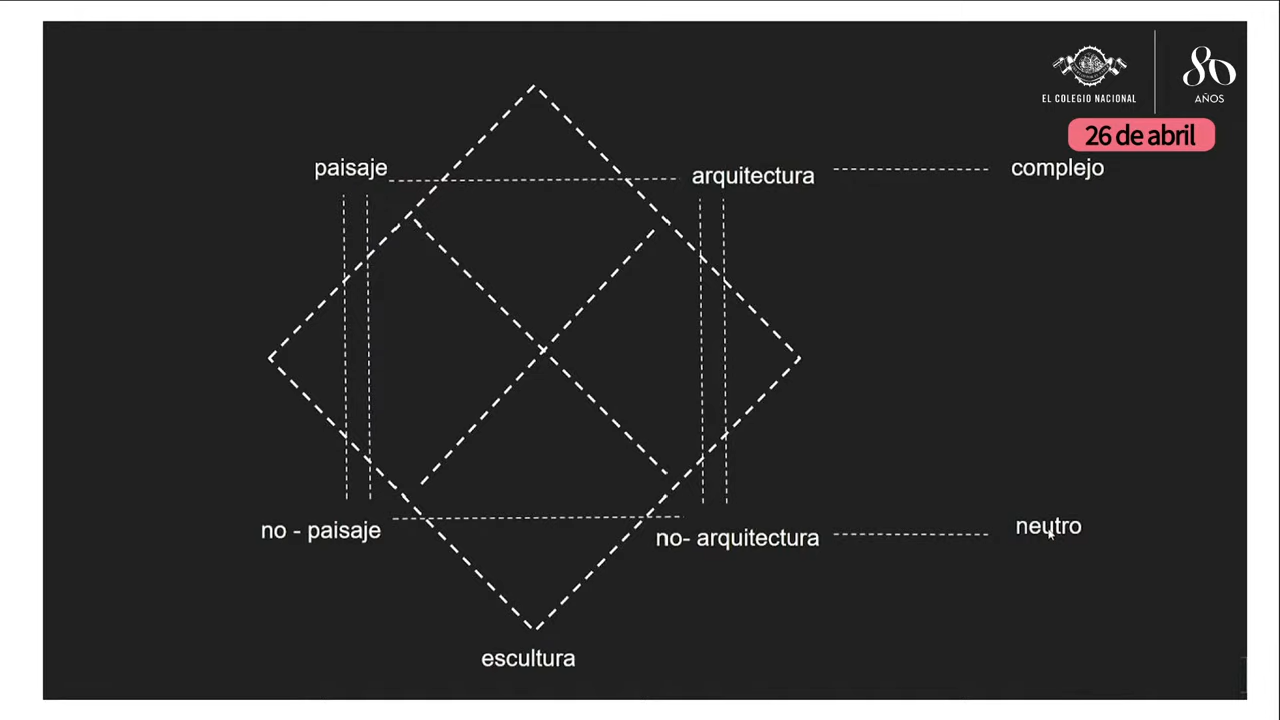 EL COLEGIO NACIONAL
80
AÑOS
26 de abril
paisaje
arquitectura
complejo
no - paisaje
no- arquitectura
neutro
escultura